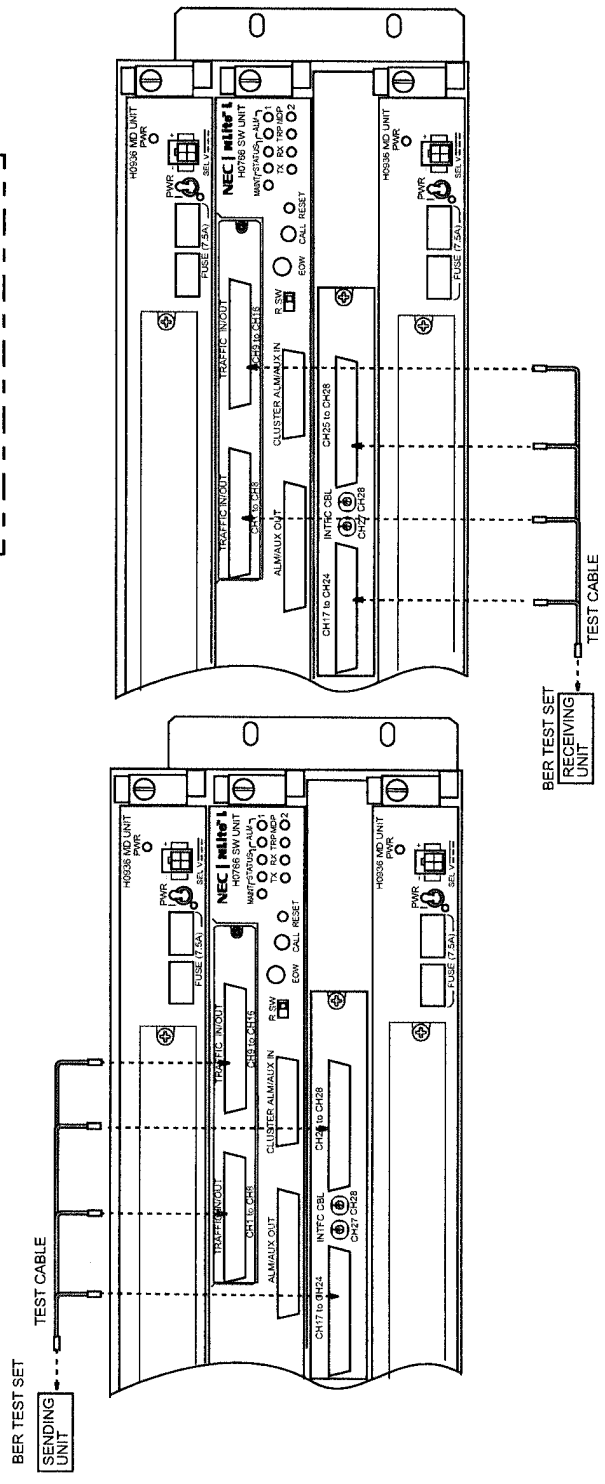 BER TEST SET
SENDING
UNIT
TEST CABLE
H0936 MD UNIT
PWR
PWR
SEL V
FUSE (7.5A)
TRAFFIC IN/OUT
CH1 to CH8
TRAFFIC IN/OUT
CH9 to CH16
NEC
H0766 SW UNIT
MAINT STATUS ALM
1
TX RX TRP MDP
2
ALM/AUX OUT
CLUSTER ALM/AUX IN
R.SW
EOW
CALL
RESET
CH17 to CH24
INTFC CBL
CH27 CH28
CH25 to CH28
H0936 MD UNIT
PWR
PWR
SEL V
FUSE (7.5A)
H0936 MD UNIT
PWR
PWR
SEL V
FUSE (7.5A)
TRAFFIC IN/OUT
CH1 to CH8
TRAFFIC IN/OUT
CH9 to CH16
NEC
H0766 SW UNIT
MAINT STATUS ALM
1
TX RX TRP MDP
2
ALM/AUX OUT
CLUSTER ALM/AUX IN
R.SW
EOW
CALL
RESET
CH17 to CH24
INTFC CBL
CH27 CH28
CH25 to CH28
H0936 MD UNIT
PWR
PWR
SEL V
FUSE (7.5A)
BER TEST SET
RECEIVING
UNIT
TEST CABLE